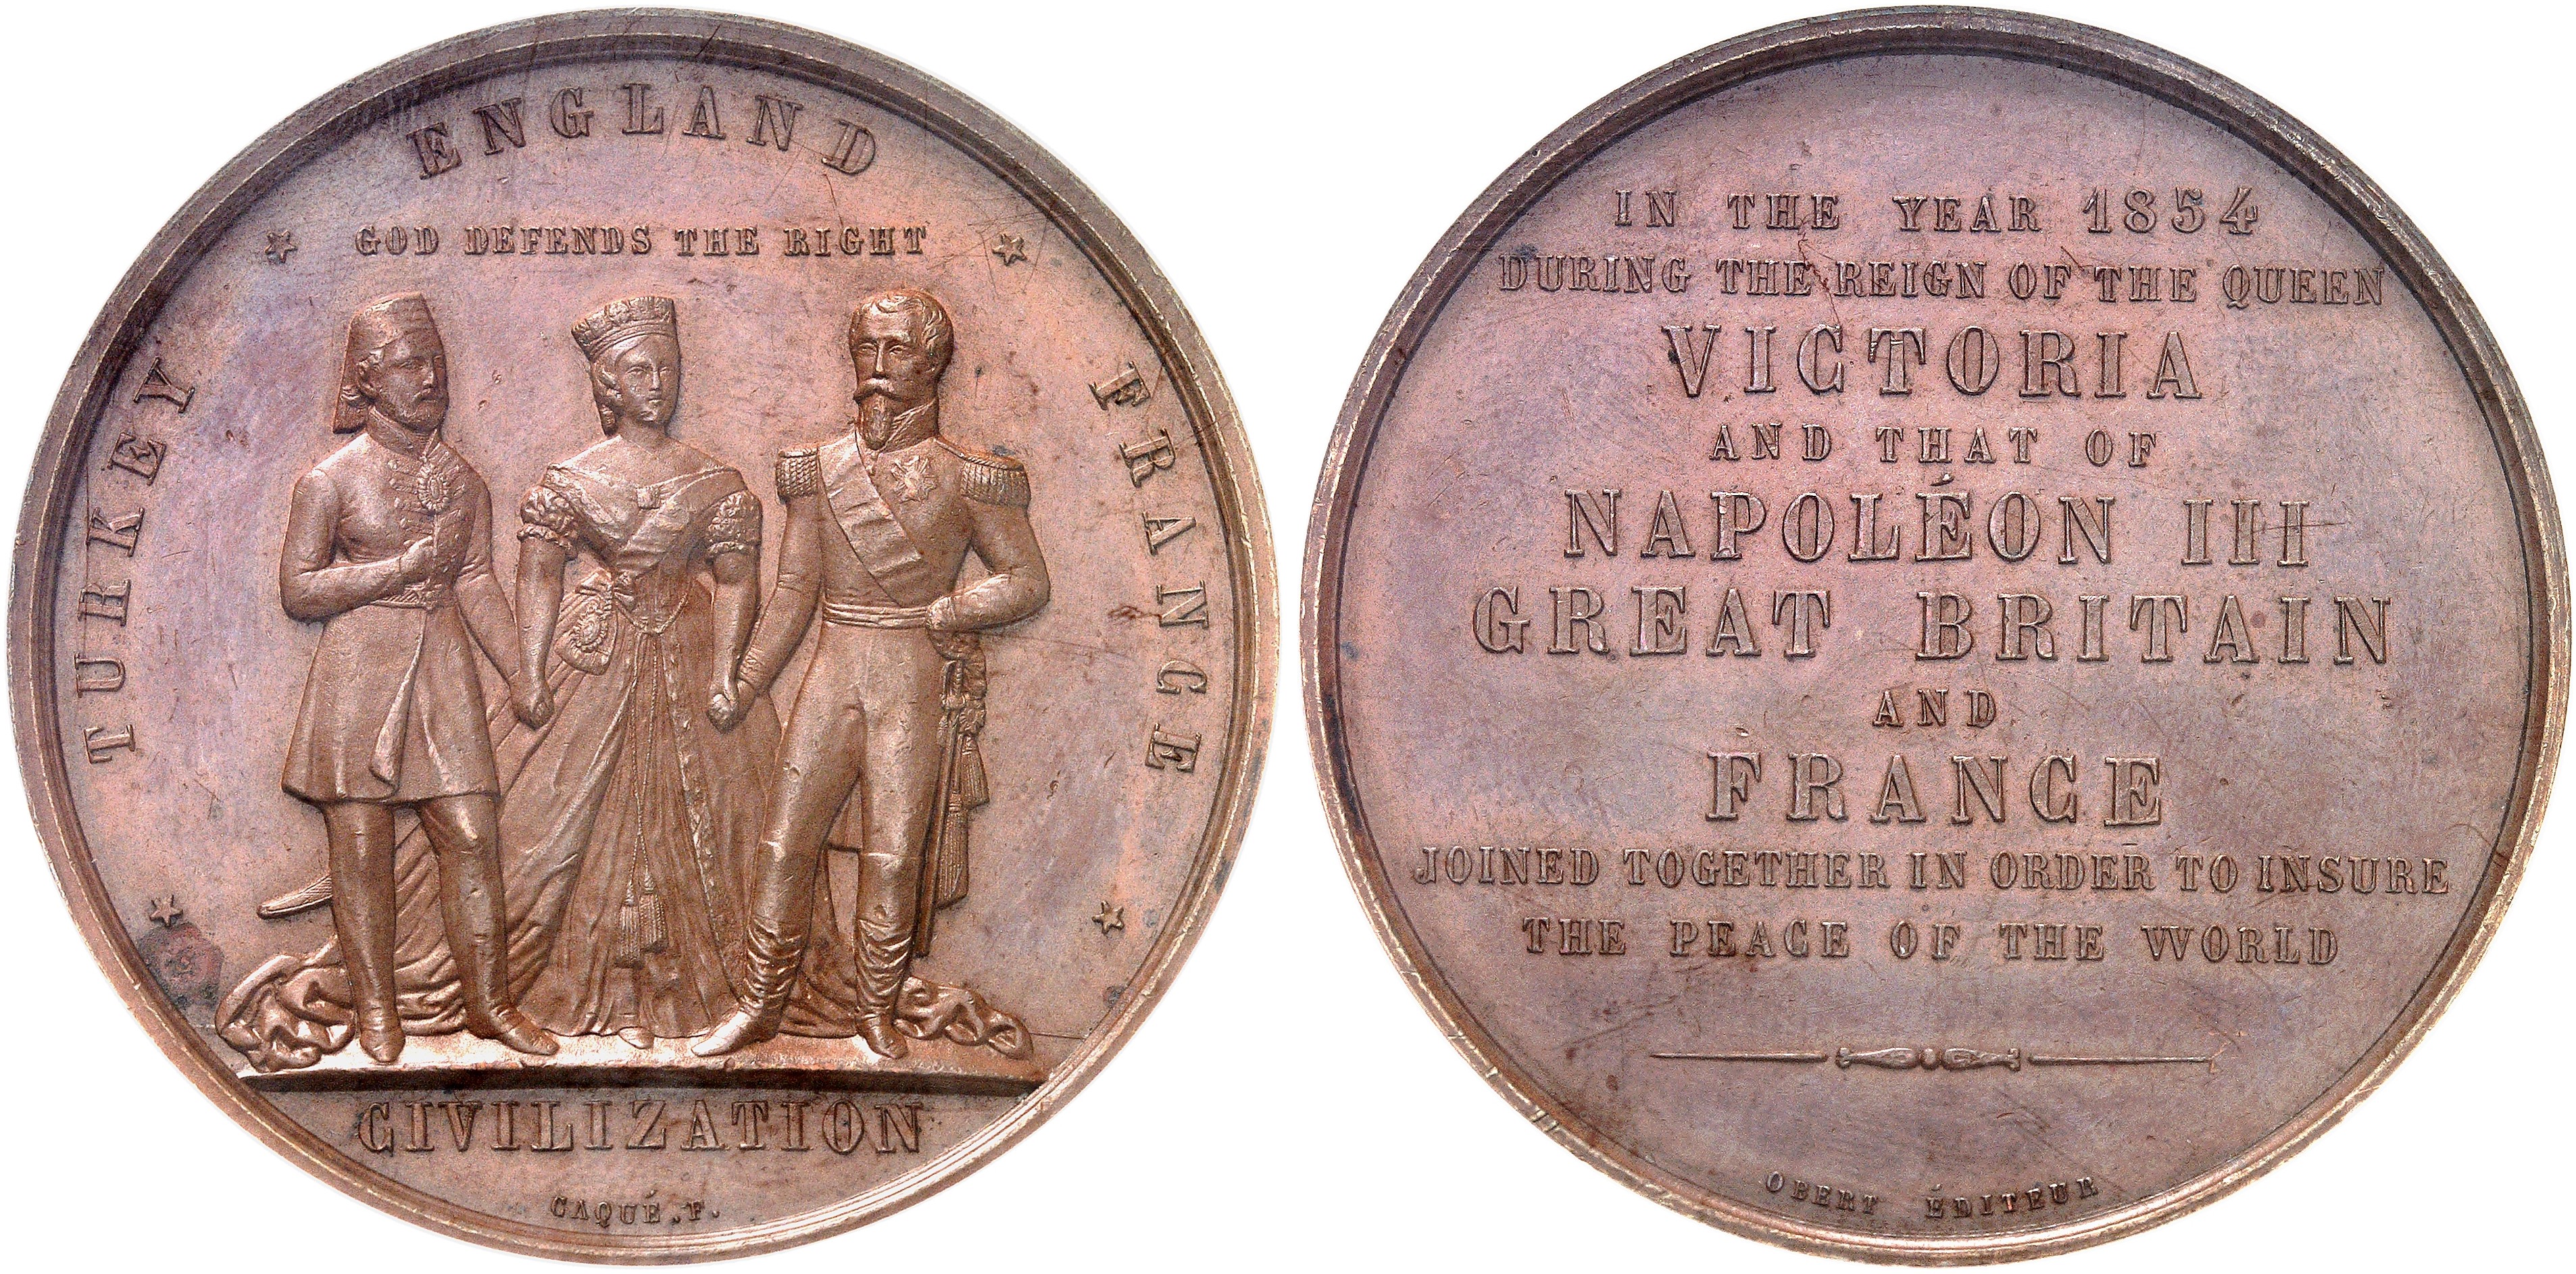 ENGLAND
GOD DEFENDS THE RIGHT
TURKEY
FRANCE
CIVILIZATION
CAQUÉ.F.
IN THE YEAR 1854
DURING THE REIGN OF THE QUEEN
VICTORIA
AND THAT OF
NAPOLÉON III
GREAT BRITAIN
AND
FRANCE
JOINED TOGETHER IN ORDER TO INSURE
THE PEACE OF THE WORLD
OBERT ÉDITEUR